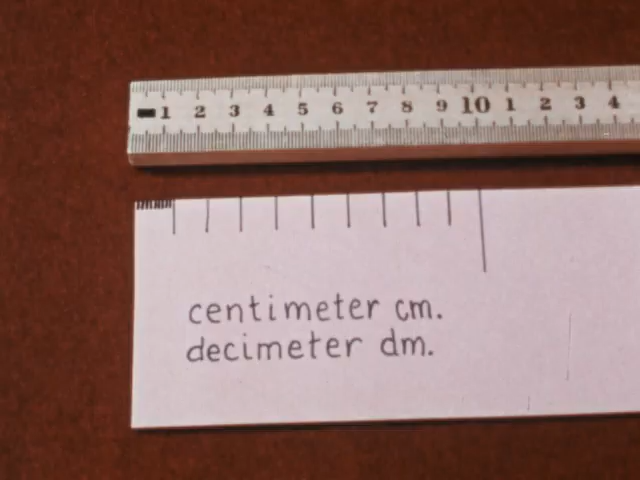 1 2 3 4 5 6 7 8 9 10 1 2 3 4
centimeter cm.
decimeter dm.